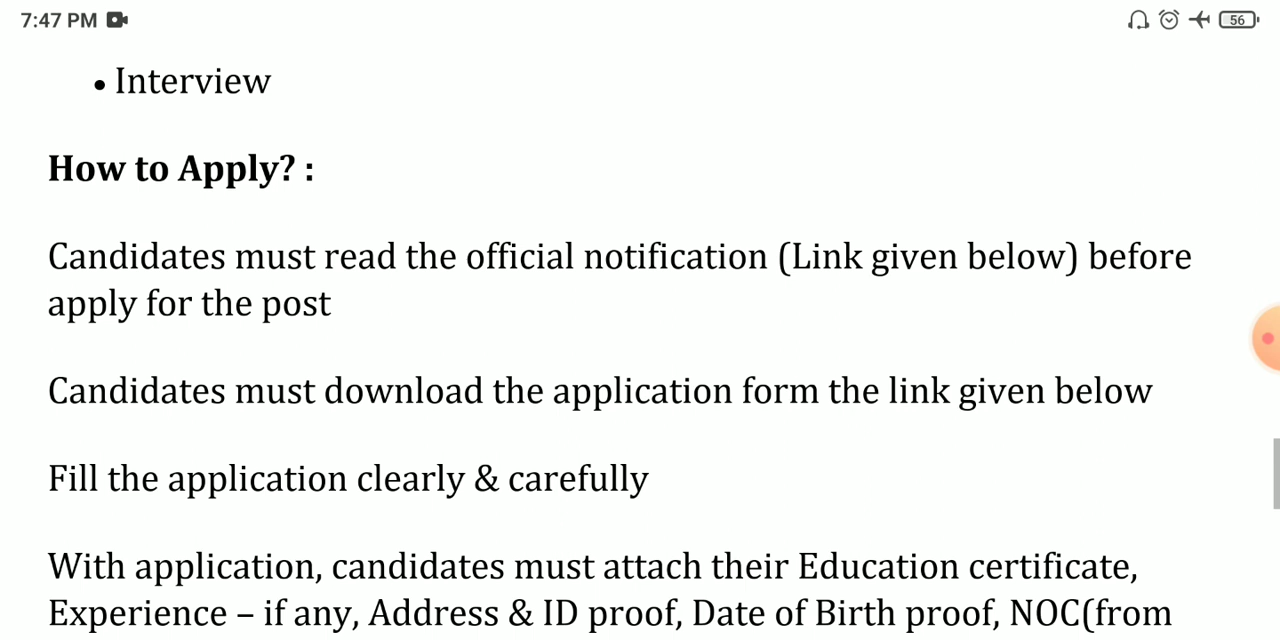 7:47 PM
56
• Interview
How to Apply? :
Candidates must read the official notification (Link given below) before
apply for the post
Candidates must download the application form the link given below
Fill the application clearly & carefully
With application, candidates must attach their Education certificate,
Experience – if any, Address & ID proof, Date of Birth proof, NOC(from